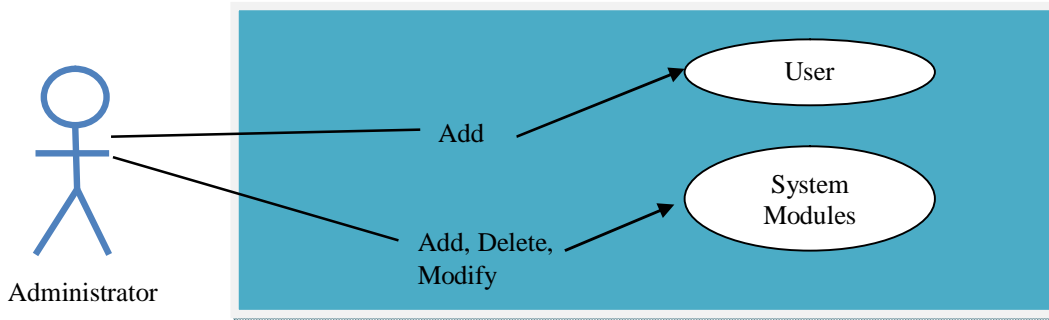 User
Add
System
Modules
Add, Delete,
Modify
Administrator